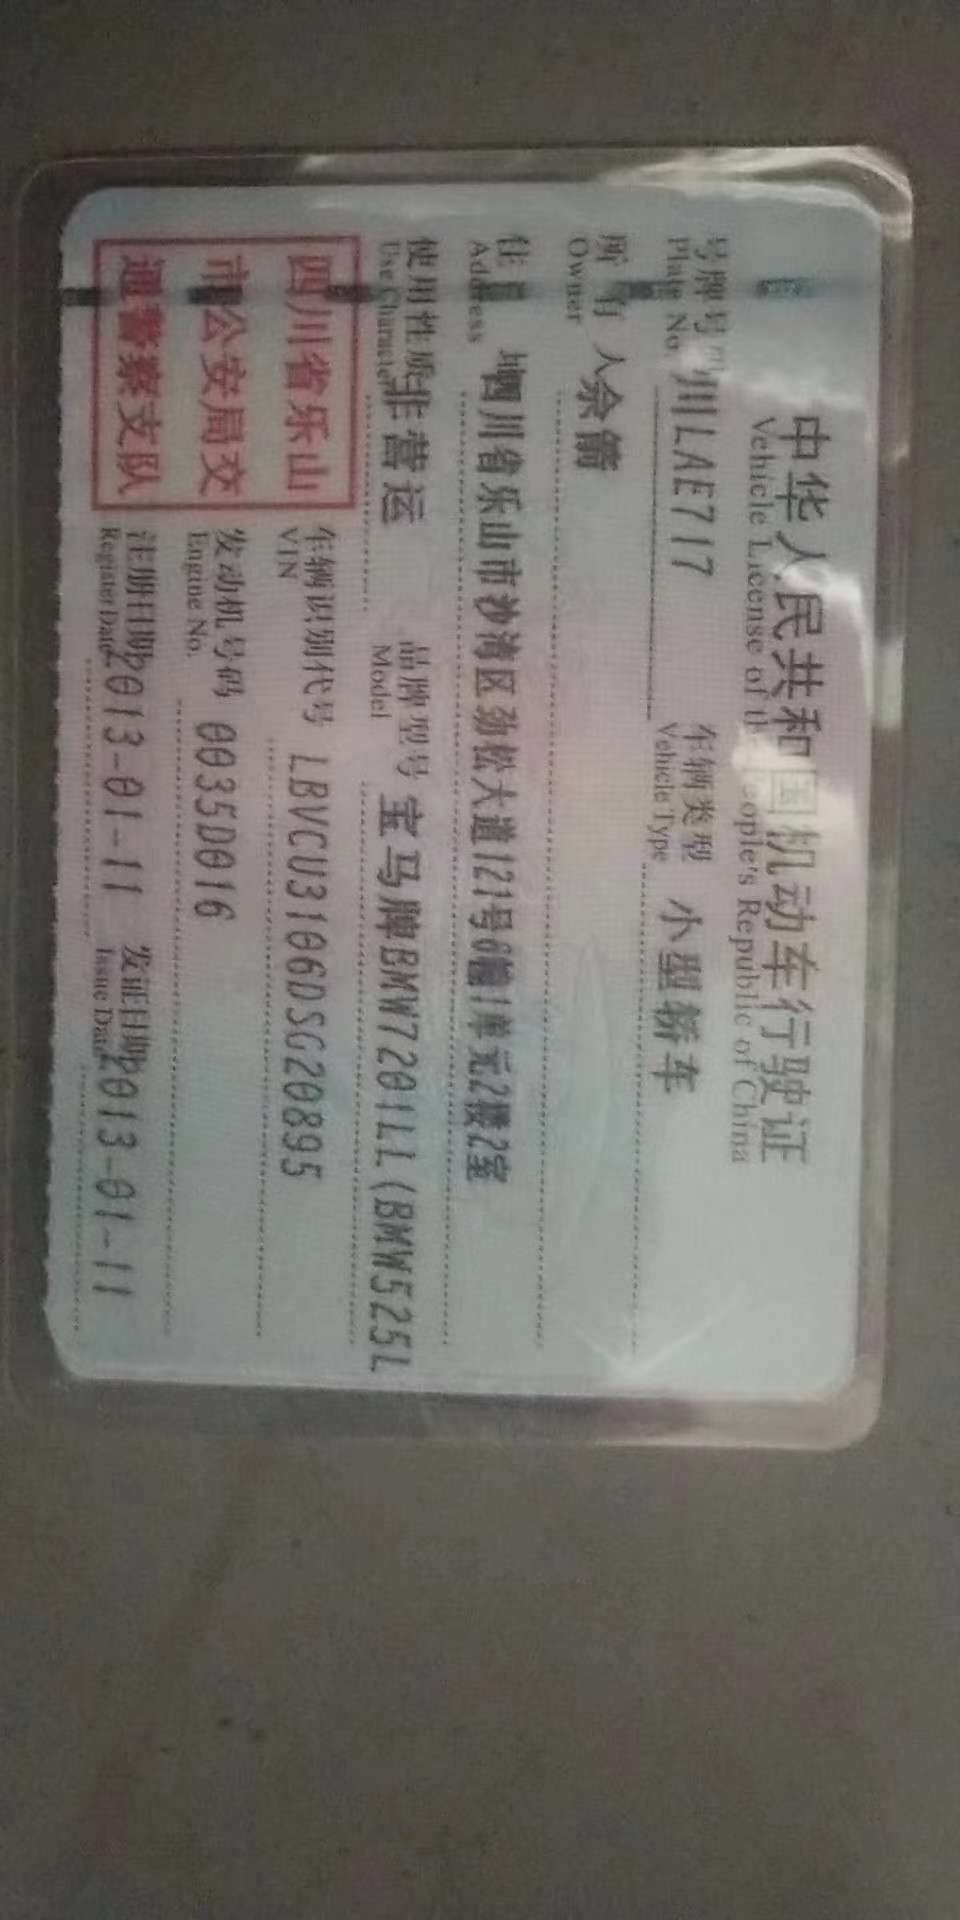 中华人民共和国机动车行驶证
Vehicle License of the People's Republic of China
号牌号码 川LAE717 车辆类型 小型轿车
Plate No. Vehicle Type
所有人 余箭
Owner
住址 四川省乐山市沙湾区劲松大道121号6幢1单元2楼2室
Address
使用性质 非营运 品牌型号 宝马牌BMW7201LL(BMW525L
Use Character Model
四川省乐山
市公安局交
通警察支队
车辆识别代号 LBVCU3106DSG20895
VIN
发动机号码 0035D016
Engine No.
注册日期 2013-01-11 发证日期 2013-01-11
Register Date Issue Date